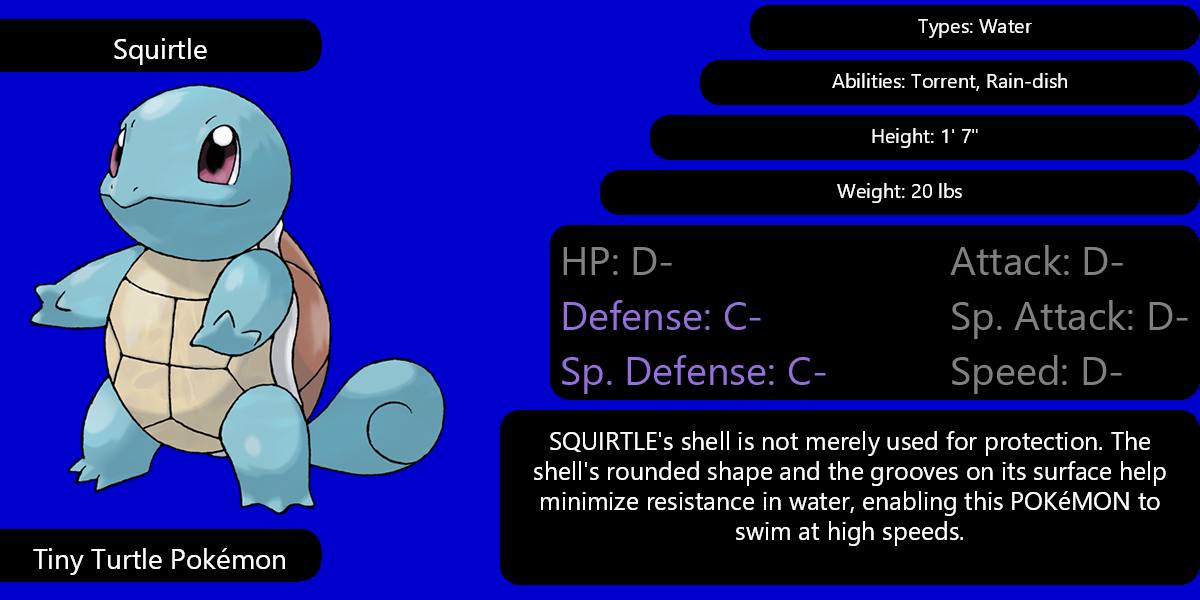 Squirtle
Types: Water
Abilities: Torrent, Rain-dish
Height: 1' 7"
Weight: 20 lbs
HP: D-
Attack: D-
Defense: C-
Sp. Attack: D-
Sp. Defense: C-
Speed: D-
SQUIRTLE's shell is not merely used for protection. The
shell's rounded shape and the grooves on its surface help
minimize resistance in water, enabling this POKéMON to
swim at high speeds.
Tiny Turtle Pokémon